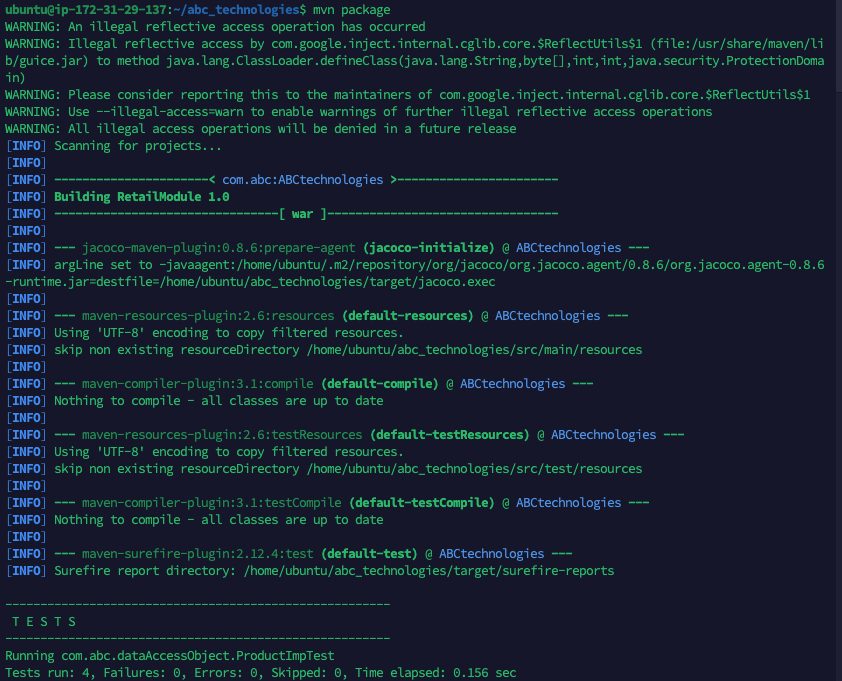 ubuntu@ip-172-31-29-137:~/abc_technologies$ mvn package
WARNING: An illegal reflective access operation has occurred
WARNING: Illegal reflective access by com.google.inject.internal.cglib.core.$ReflectUtils$1 (file:/usr/share/maven/li
b/guice.jar) to method java.lang.ClassLoader.defineClass(java.lang.String,byte[],int,int,java.security.ProtectionDoma
in)
WARNING: Please consider reporting this to the maintainers of com.google.inject.internal.cglib.core.$ReflectUtils$1
WARNING: Use --illegal-access=warn to enable warnings of further illegal reflective access operations
WARNING: All illegal access operations will be denied in a future release
[INFO] Scanning for projects...
[INFO]
[INFO] ----------------------< com.abc:ABCtechnologies >-----------------------
[INFO] Building RetailModule 1.0
[INFO] --------------------------------[ war ]---------------------------------
[INFO]
[INFO] --- jacoco-maven-plugin:0.8.6:prepare-agent (jacoco-initialize) @ ABCtechnologies ---
[INFO] argLine set to -javaagent:/home/ubuntu/.m2/repository/org/jacoco/org.jacoco.agent/0.8.6/org.jacoco.agent-0.8.6
-runtime.jar=destfile=/home/ubuntu/abc_technologies/target/jacoco.exec
[INFO]
[INFO] --- maven-resources-plugin:2.6:resources (default-resources) @ ABCtechnologies ---
[INFO] Using 'UTF-8' encoding to copy filtered resources.
[INFO] skip non existing resourceDirectory /home/ubuntu/abc_technologies/src/main/resources
[INFO]
[INFO] --- maven-compiler-plugin:3.1:compile (default-compile) @ ABCtechnologies ---
[INFO] Nothing to compile - all classes are up to date
[INFO]
[INFO] --- maven-resources-plugin:2.6:testResources (default-testResources) @ ABCtechnologies ---
[INFO] Using 'UTF-8' encoding to copy filtered resources.
[INFO] skip non existing resourceDirectory /home/ubuntu/abc_technologies/src/test/resources
[INFO]
[INFO] --- maven-compiler-plugin:3.1:testCompile (default-testCompile) @ ABCtechnologies ---
[INFO] Nothing to compile - all classes are up to date
[INFO]
[INFO] --- maven-surefire-plugin:2.12.4:test (default-test) @ ABCtechnologies ---
[INFO] Surefire report directory: /home/ubuntu/abc_technologies/target/surefire-reports
-------------------------------------------------------
T E S T S
-------------------------------------------------------
Running com.abc.dataAccessObject.ProductImpTest
Tests run: 4, Failures: 0, Errors: 0, Skipped: 0, Time elapsed: 0.156 sec